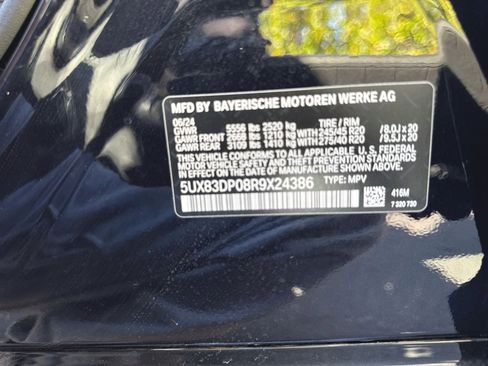 MFD BY BAYERISCHE MOTOREN WERKE AG
06/24 TIRE / RIM
GVWR 5556 lbs 2520 kg
GAWR FRONT 2668 lbs 1210 kg WITH 245/45 R20 / 8.0J x 20
GAWR REAR 3109 lbs 1410 kg WITH 275/40 R20 / 9.5J x 20
THIS VEHICLE CONFORMS TO ALL APPLICABLE U. S. FEDERAL
MOTOR VEHICLE SAFETY, BUMPER AND THEFT PREVENTION
STANDARDS IN EFFECT ON THE DATE OF MANUFACTURE SHOWN ABOVE.
5UX83DP08R9X24386 TYPE: MPV
416M
7 320 730